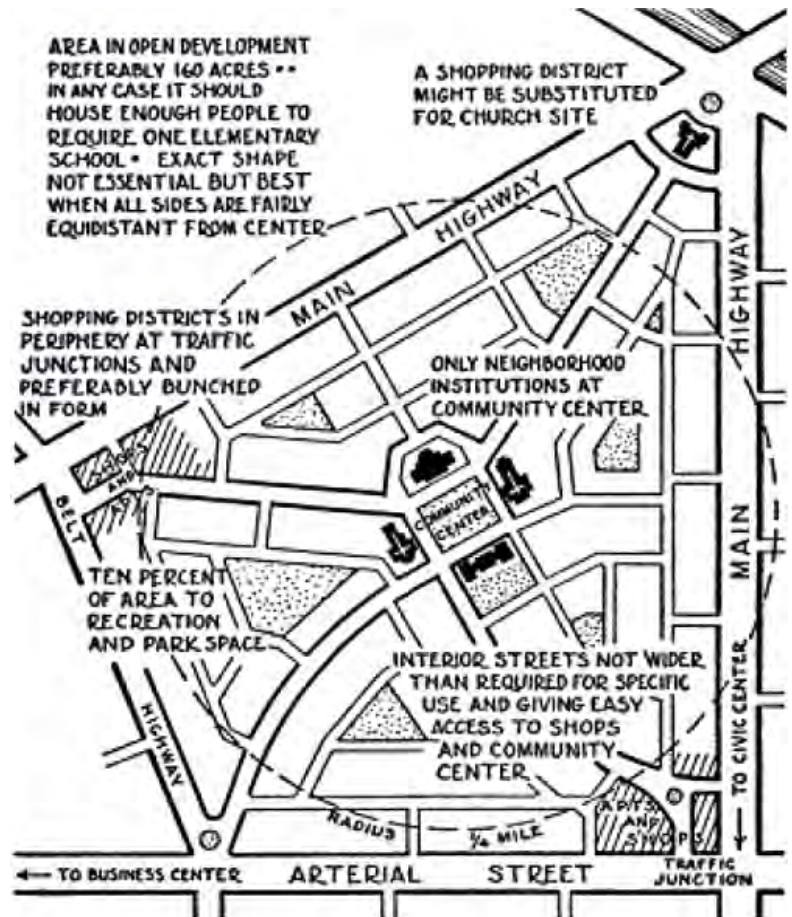 AREA IN OPEN DEVELOPMENT
PREFERABLY 160 ACRES --
IN ANY CASE IT SHOULD
HOUSE ENOUGH PEOPLE TO
REQUIRE ONE ELEMENTARY
SCHOOL • EXACT SHAPE
NOT ESSENTIAL BUT BEST
WHEN ALL SIDES ARE FAIRLY
EQUIDISTANT FROM CENTER
A SHOPPING DISTRICT
MIGHT BE SUBSTITUTED
FOR CHURCH SITE
MAIN HIGHWAY
HIGHWAY
SHOPPING DISTRICTS IN
PERIPHERY AT TRAFFIC
JUNCTIONS AND
PREFERABLY BUNCHED
IN FORM
ONLY NEIGHBORHOOD
INSTITUTIONS AT
COMMUNITY CENTER
SHOPS
AND
BELT
COMMUNITY
CENTER
MAIN
TEN PERCENT
OF AREA TO
RECREATION
AND PARK SPACE
INTERIOR STREETS NOT WIDER
THAN REQUIRED FOR SPECIFIC
USE AND GIVING EASY
ACCESS TO SHOPS
AND COMMUNITY
CENTER
HIGHWAY
TO CIVIC CENTER
RADIUS
1/4 MILE
APTS
AND
SHOPS
TO BUSINESS CENTER
ARTERIAL STREET
TRAFFIC
JUNCTION